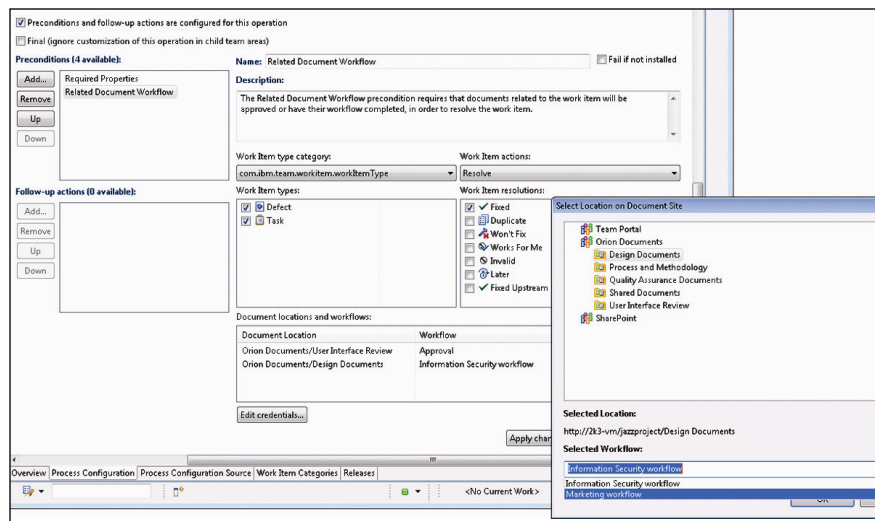 Preconditions and follow-up actions are configured for this operation
Final (ignore customization of this operation in child team areas)
Preconditions (4 available):
Add...
Remove
Up
Down
Required Properties
Related Document Workflow
Name: Related Document Workflow
Fail if not installed
Description:
The Related Document Workflow precondition requires that documents related to the work item will be
approved or have their workflow completed, in order to resolve the work item.
Work Item type category:
com.ibm.team.workitem.workItemType
Work Item actions:
Resolve
Follow-up actions (0 available):
Add...
Remove
Up
Down
Work Item types:
Defect
Task
Work Item resolutions:
Fixed
Duplicate
Won't Fix
Works For Me
Invalid
Later
Fixed Upstream
Document locations and workflows:
Document Location Workflow
Orion Documents/User Interface Review Approval
Orion Documents/Design Documents Information Security workflow
Edit credentials...
Apply chan
Overview Process Configuration Process Configuration Source Work Item Categories Releases
<No Current Work>
Select Location on Document Site
Team Portal
Orion Documents
Design Documents
Process and Methodology
Quality Assurance Documents
Shared Documents
User Interface Review
SharePoint
Selected Location:
http://2k3-vm/jazzproject/Design Documents
Selected Workflow:
Information Security workflow
Information Security workflow
Marketing workflow